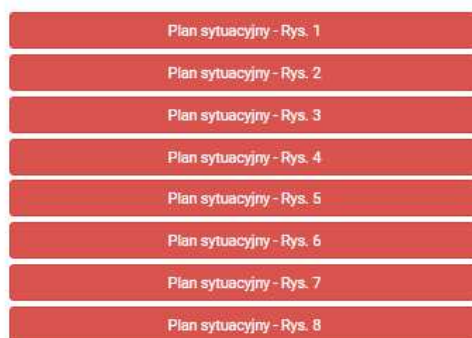 Plan sytuacyjny - Rys. 1
Plan sytuacyjny - Rys. 2
Plan sytuacyjny - Rys. 3
Plan sytuacyjny - Rys. 4
Plan sytuacyjny - Rys. 5
Plan sytuacyjny - Rys. 6
Plan sytuacyjny - Rys. 7
Plan sytuacyjny - Rys. 8